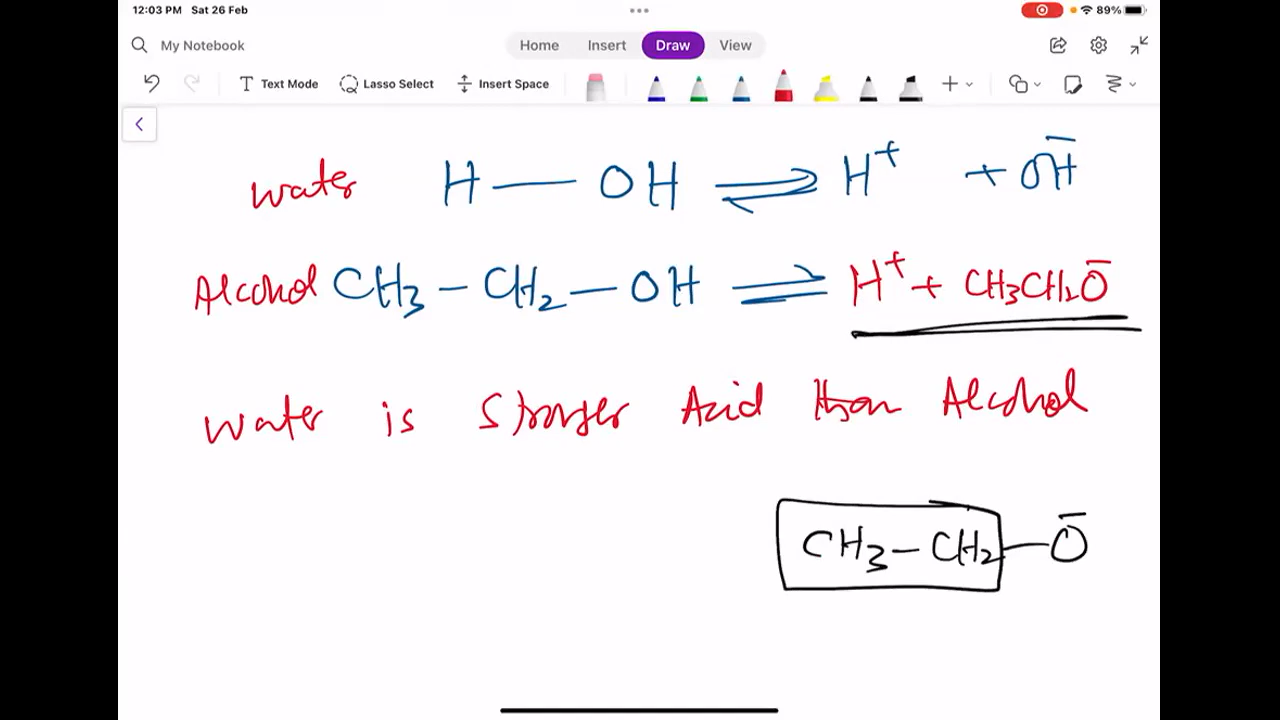 12:03 PM Sat 26 Feb
89%
My Notebook
Home Insert Draw View
Text Mode Lasso Select Insert Space
water H — OH ⇌ H⁺ + OH⁻
Alcohol CH₃ – CH₂ – OH ⇌ H⁺ + CH₃CH₂O⁻
Water is stronger Acid than Alcohol
CH₃ – CH₂ – O⁻